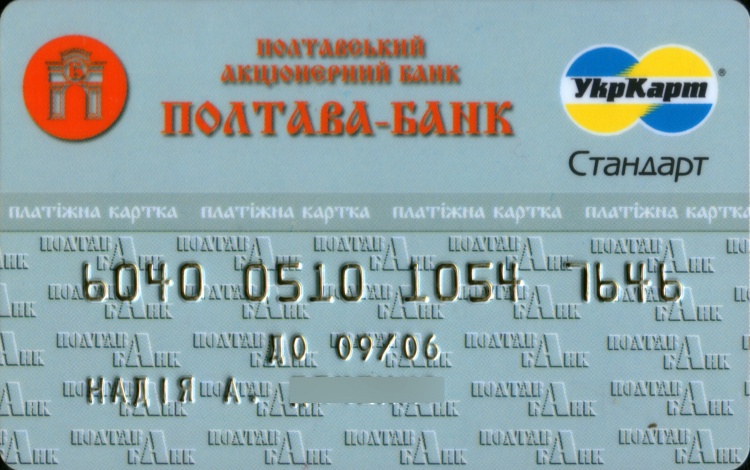 ПОЛТАВСЬКИЙ
АКЦІОНЕРНИЙ БАНК
ПОЛТАВА-БАНК
УкрКарт®
Стандарт
ПЛАТІЖНА КАРТКА ПЛАТІЖНА КАРТКА ПЛАТІЖНА КАРТКА ПЛАТІЖНА КАРТКА
6040 0510 1054 7646
ДО 09/06
НАДІЯ А.